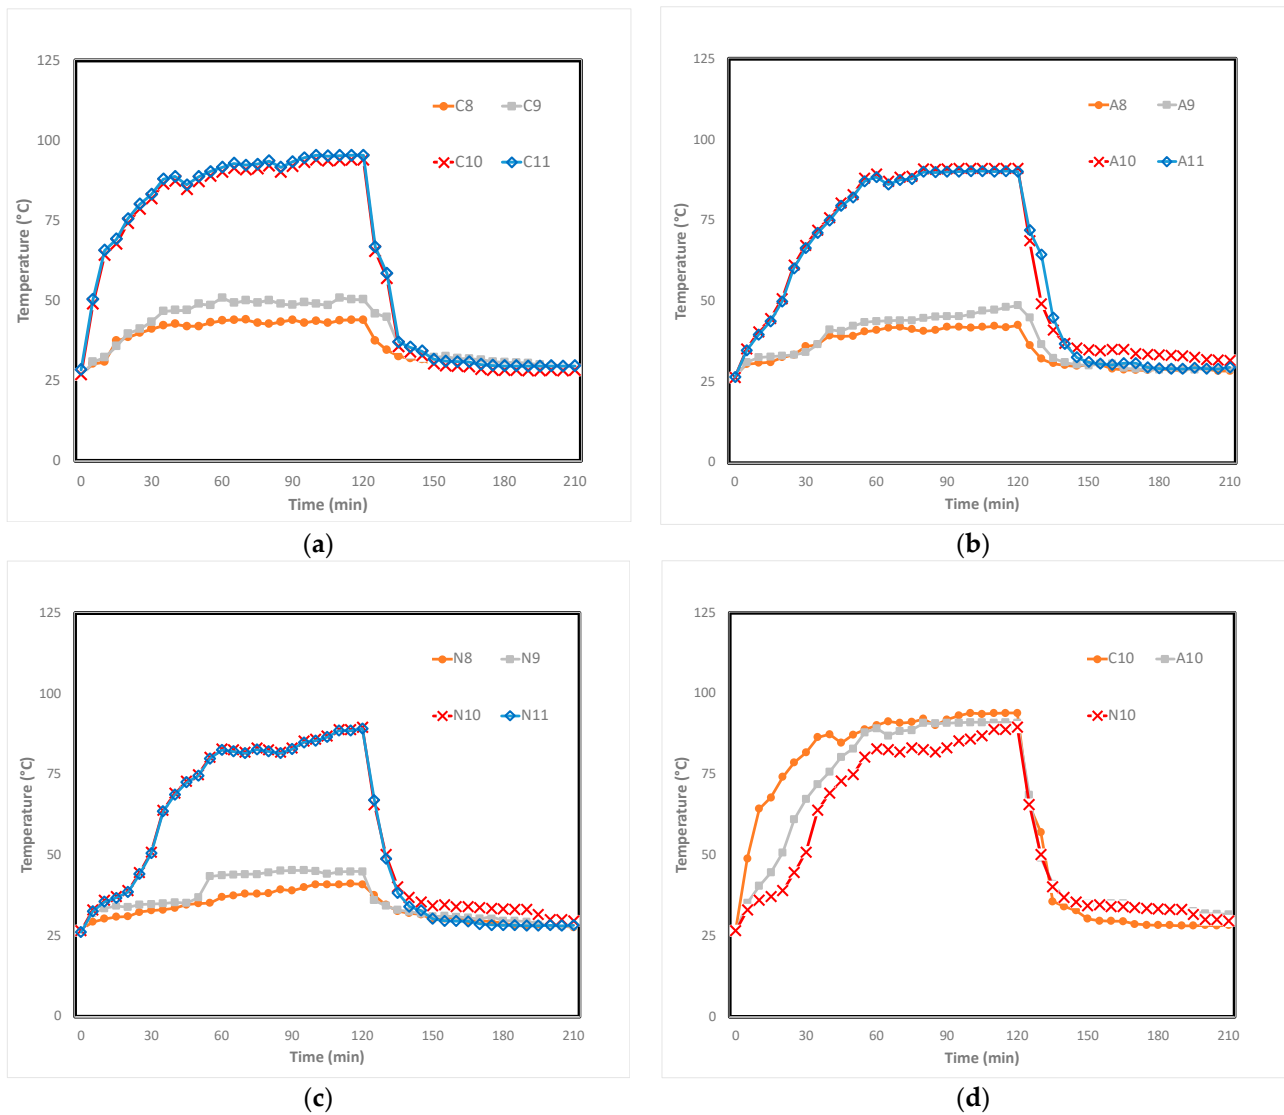 125
100
75
50
25
0
Temperature (°C)
C8 C9
C10 C11
0 30 60 90 120 150 180 210
Time (min)
(a)
125
100
75
50
25
0
Temperature (°C)
A8 A9
A10 A11
0 30 60 90 120 150 180 210
Time (min)
(b)
125
100
75
50
25
0
Temperature (°C)
N8 N9
N10 N11
0 30 60 90 120 150 180 210
Time (min)
(c)
125
100
75
50
25
0
Temperature (°C)
C10 A10
N10
0 30 60 90 120 150 180 210
Time (min)
(d)